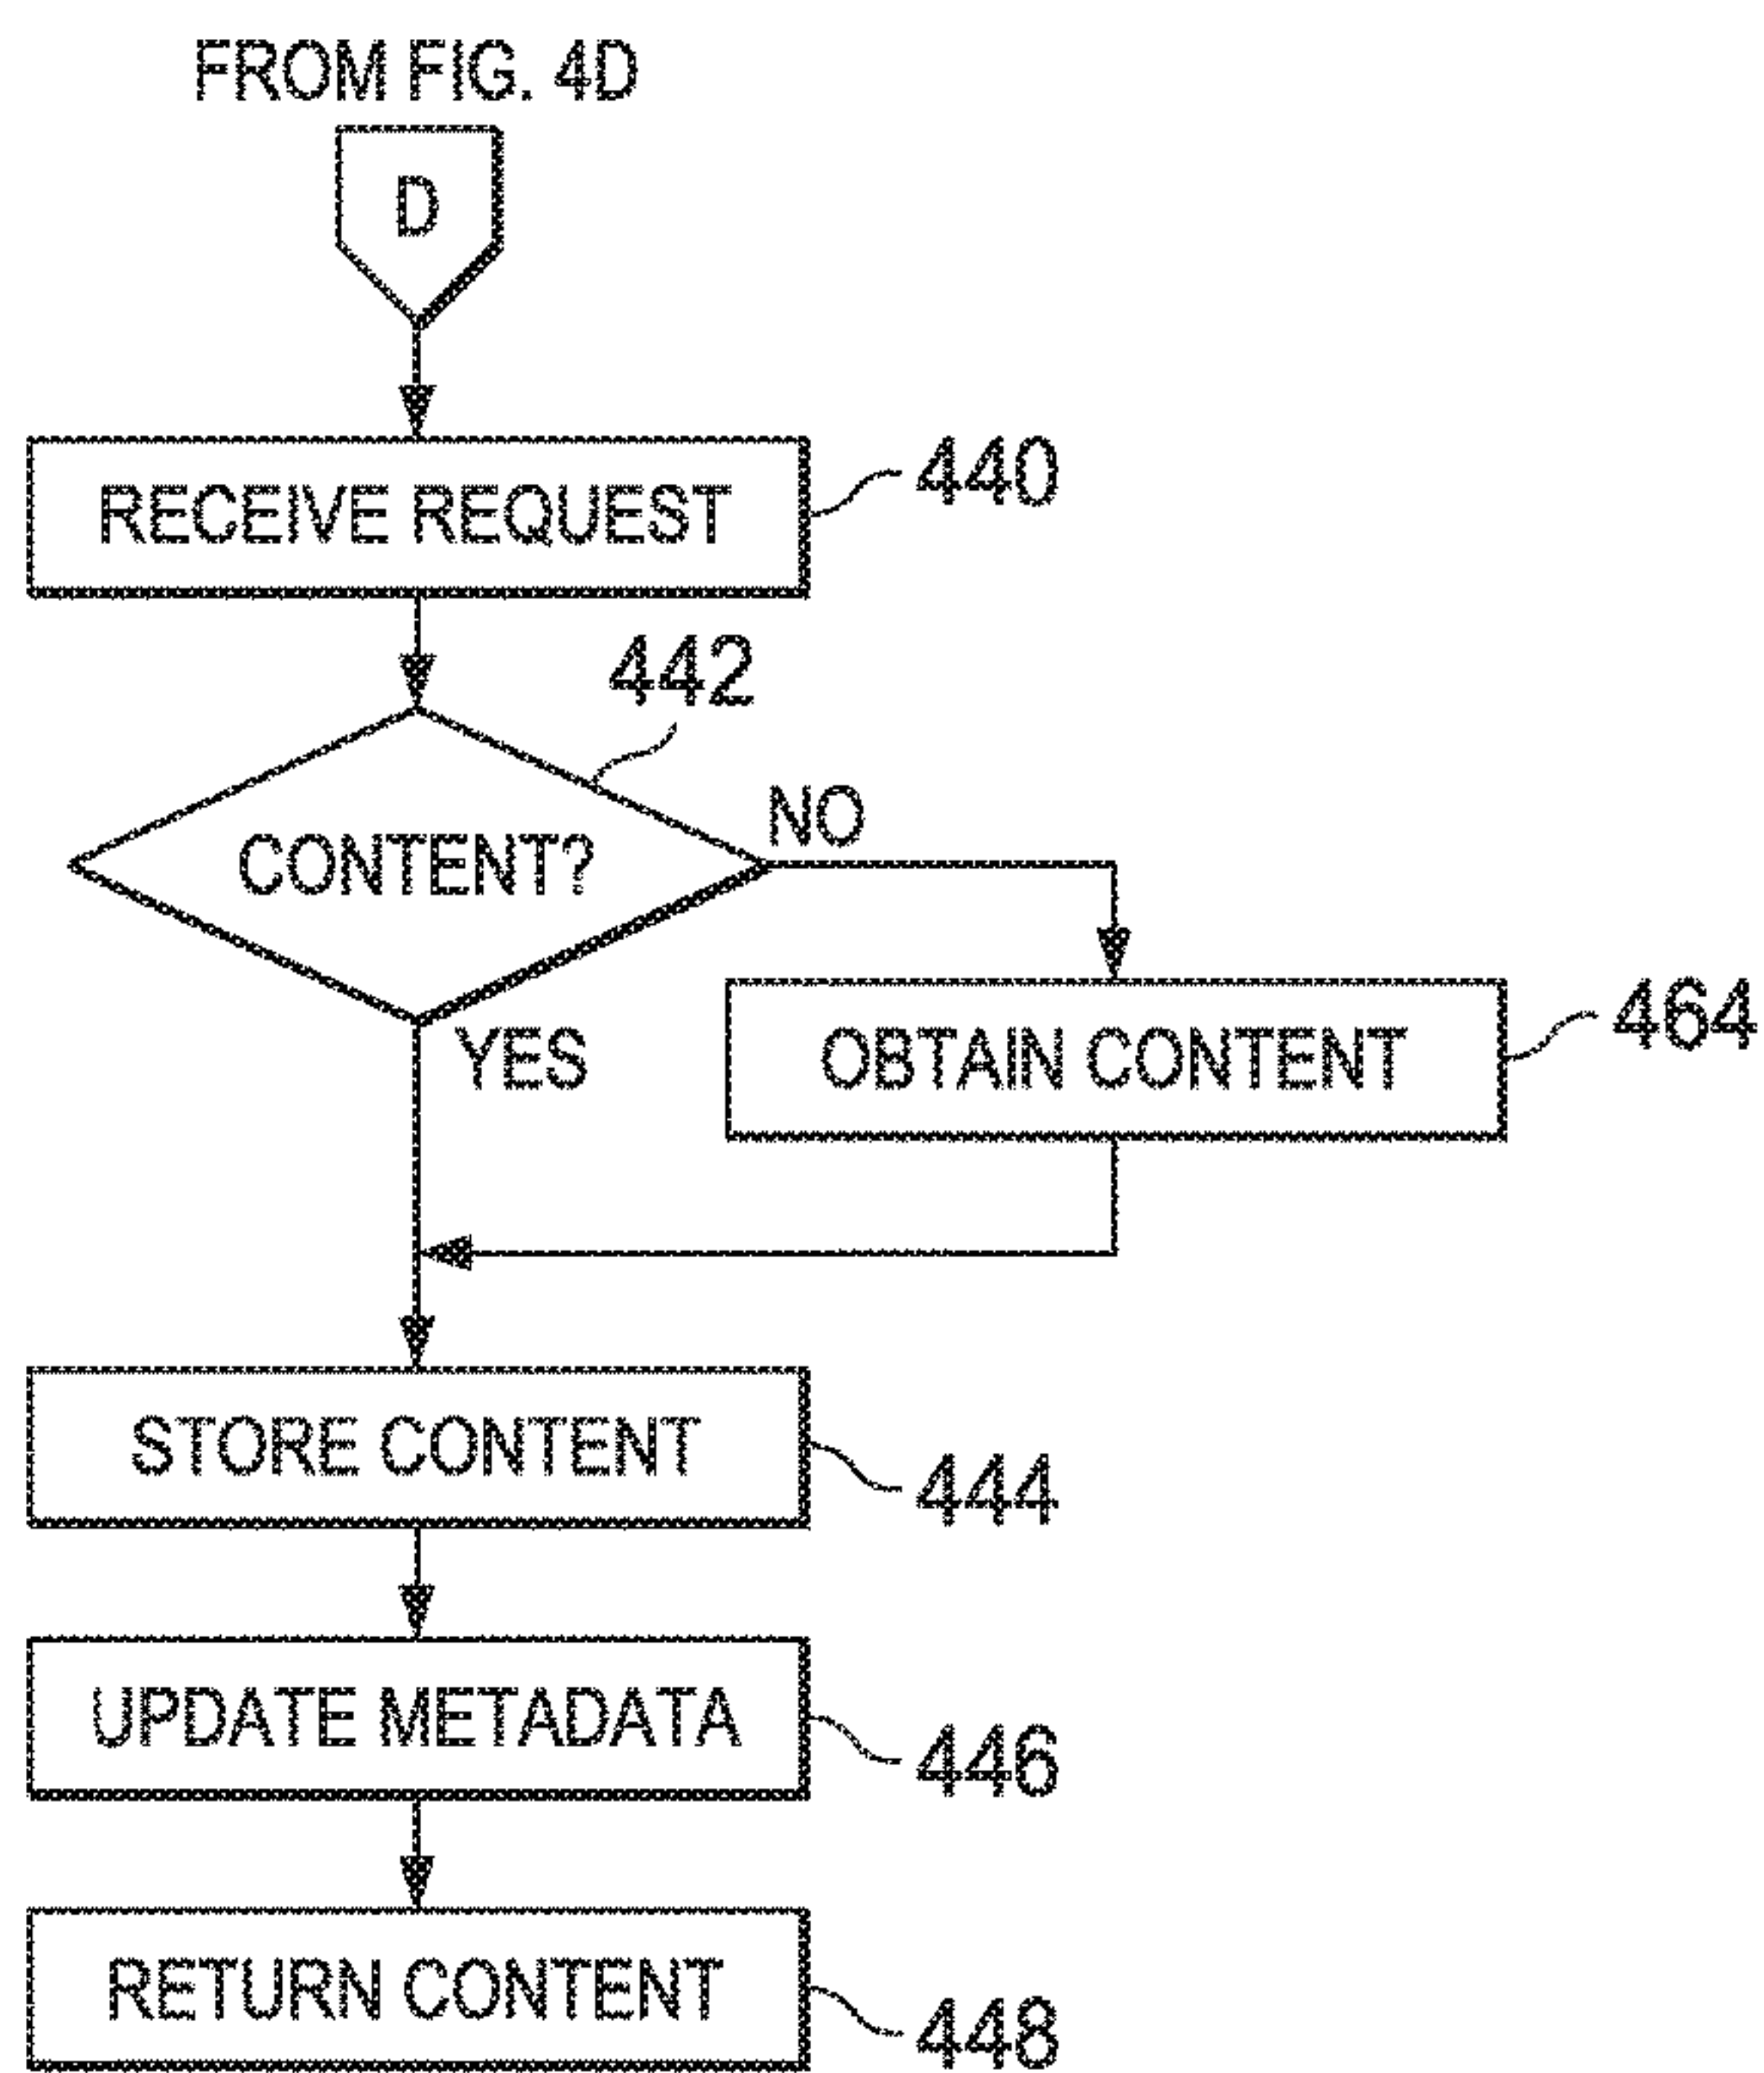 FROM FIG. 4D
D
RECEIVE REQUEST
440
442
CONTENT?
NO
YES
OBTAIN CONTENT
464
STORE CONTENT
444
UPDATE METADATA
446
RETURN CONTENT
448